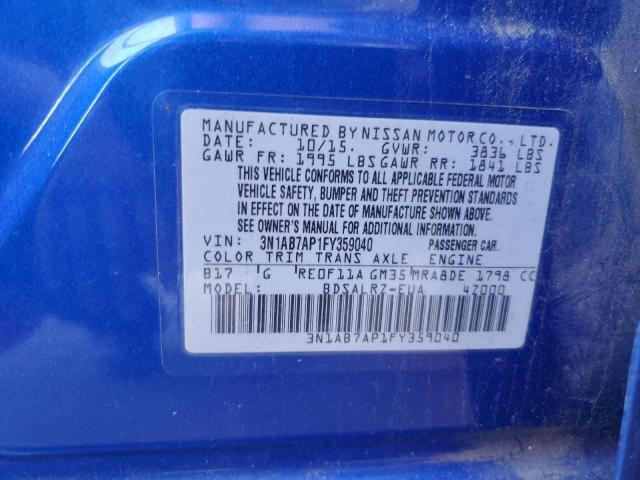 MANUFACTURED BY NISSAN MOTOR CO., LTD.
DATE: 10/15. GVWR: 3836 LBS
GAWR FR: 1995 LBS GAWR RR: 1841 LBS
THIS VEHICLE CONFORMS TO ALL APPLICABLE FEDERAL MOTOR
VEHICLE SAFETY, BUMPER AND THEFT PREVENTION STANDARDS
IN EFFECT ON THE DATE OF MANUFACTURE SHOWN ABOVE.
SEE OWNER'S MANUAL FOR ADDITIONAL INFORMATION.
VIN: 3N1AB7AP1FY359040 PASSENGER CAR.
COLOR TRIM TRANS AXLE ENGINE
B17 G RE0F11A GM35 MRA8DE 1798 CC
MODEL: BDSALRZ-EUA 4Z000
3N1AB7AP1FY359040